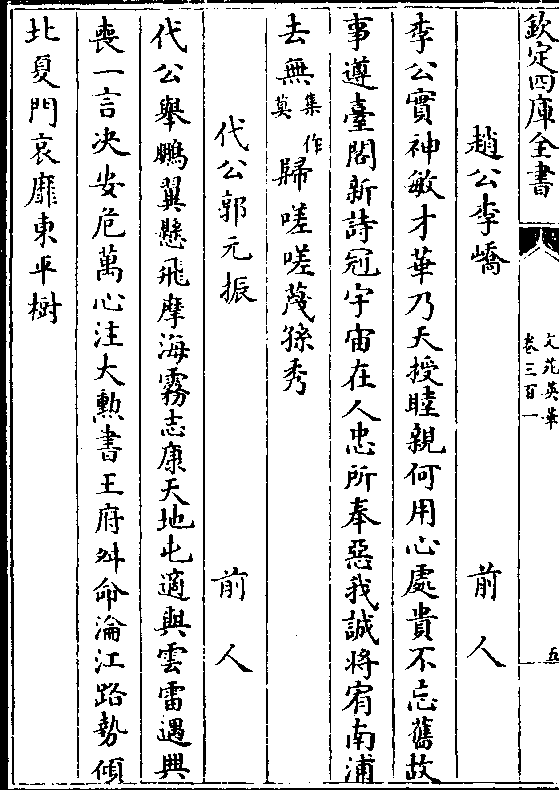 欽定四庫全書
文苑英華
卷三百一
五
趙公李嶠 前人
李公實神敏才華乃天授睦親何用心處貴不忘舊故
事遵臺閣新詩冠宇宙在人忠所奉惡我誠將宥南浦
去無集作莫歸嗟嗟蔑孫秀
代公郭元振 前人
代公舉鵬翼懸飛摩海霧志康天地屯適與雲雷遇興
喪一言決安危萬心注大勲書王府舛命淪江路勢傾
北夏門哀靡東平樹